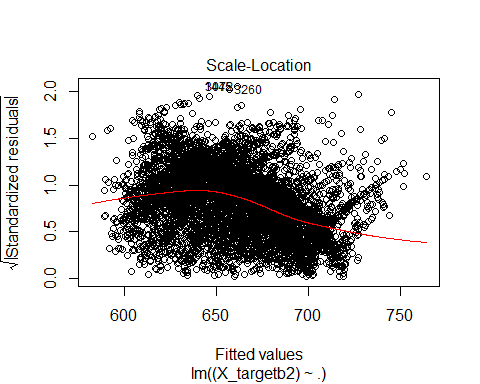 Scale-Location
√|Standardized residuals|
2.0
1.5
1.0
0.5
0.0
3260
600
650
700
750
Fitted values
lm((X_targetb2) ~ .)